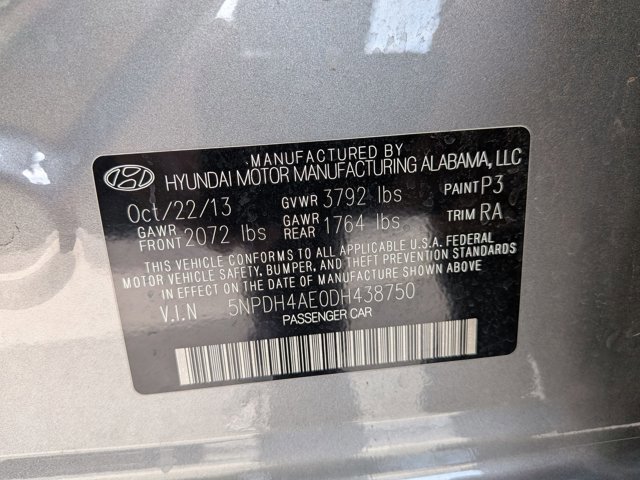 MANUFACTURED BY
HYUNDAI MOTOR MANUFACTURING ALABAMA, LLC
Oct/22/13 GVWR 3792 lbs PAINT P3
GAWR FRONT 2072 lbs GAWR REAR 1764 lbs TRIM RA
THIS VEHICLE CONFORMS TO ALL APPLICABLE U.S.A. FEDERAL
MOTOR VEHICLE SAFETY, BUMPER, AND THEFT PREVENTION STANDARDS
IN EFFECT ON THE DATE OF MANUFACTURE SHOWN ABOVE.
V.I.N 5NPDH4AE0DH438750
PASSENGER CAR